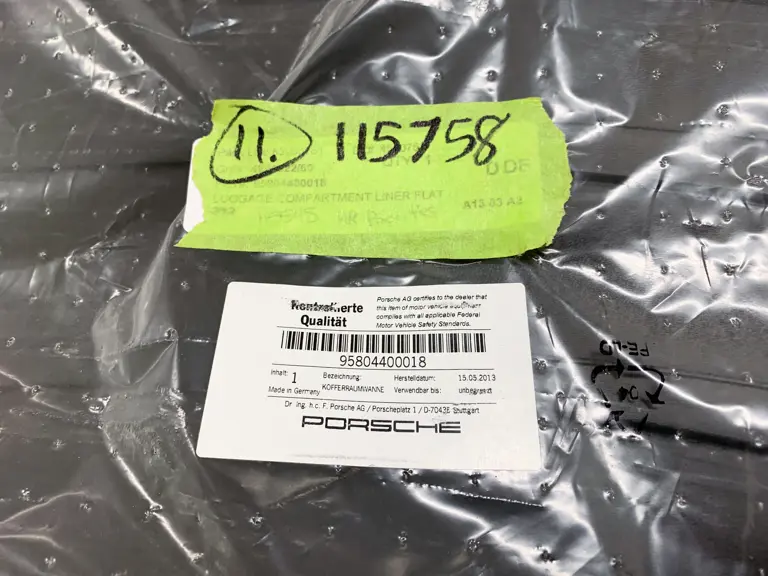 11. 115758
LUGGAGE COMPARTMENT LINER FLAT
A13 03 A2
Kontrollierte
Qualität
Porsche AG certifies to the dealer that
this item of motor vehicle equipment
complies with all applicable Federal
Motor Vehicle Safety Standards.
95804400018
Inhalt: 1 Bezeichnung: Herstelldatum: 15.05.2013
Made in Germany KOFFERRAUMWANNE Verwendbar bis: unbegrenzt
Dr. Ing. h.c. F. Porsche AG / Porscheplatz 1 / D-70435 Stuttgart
PORSCHE
PE-LD
04